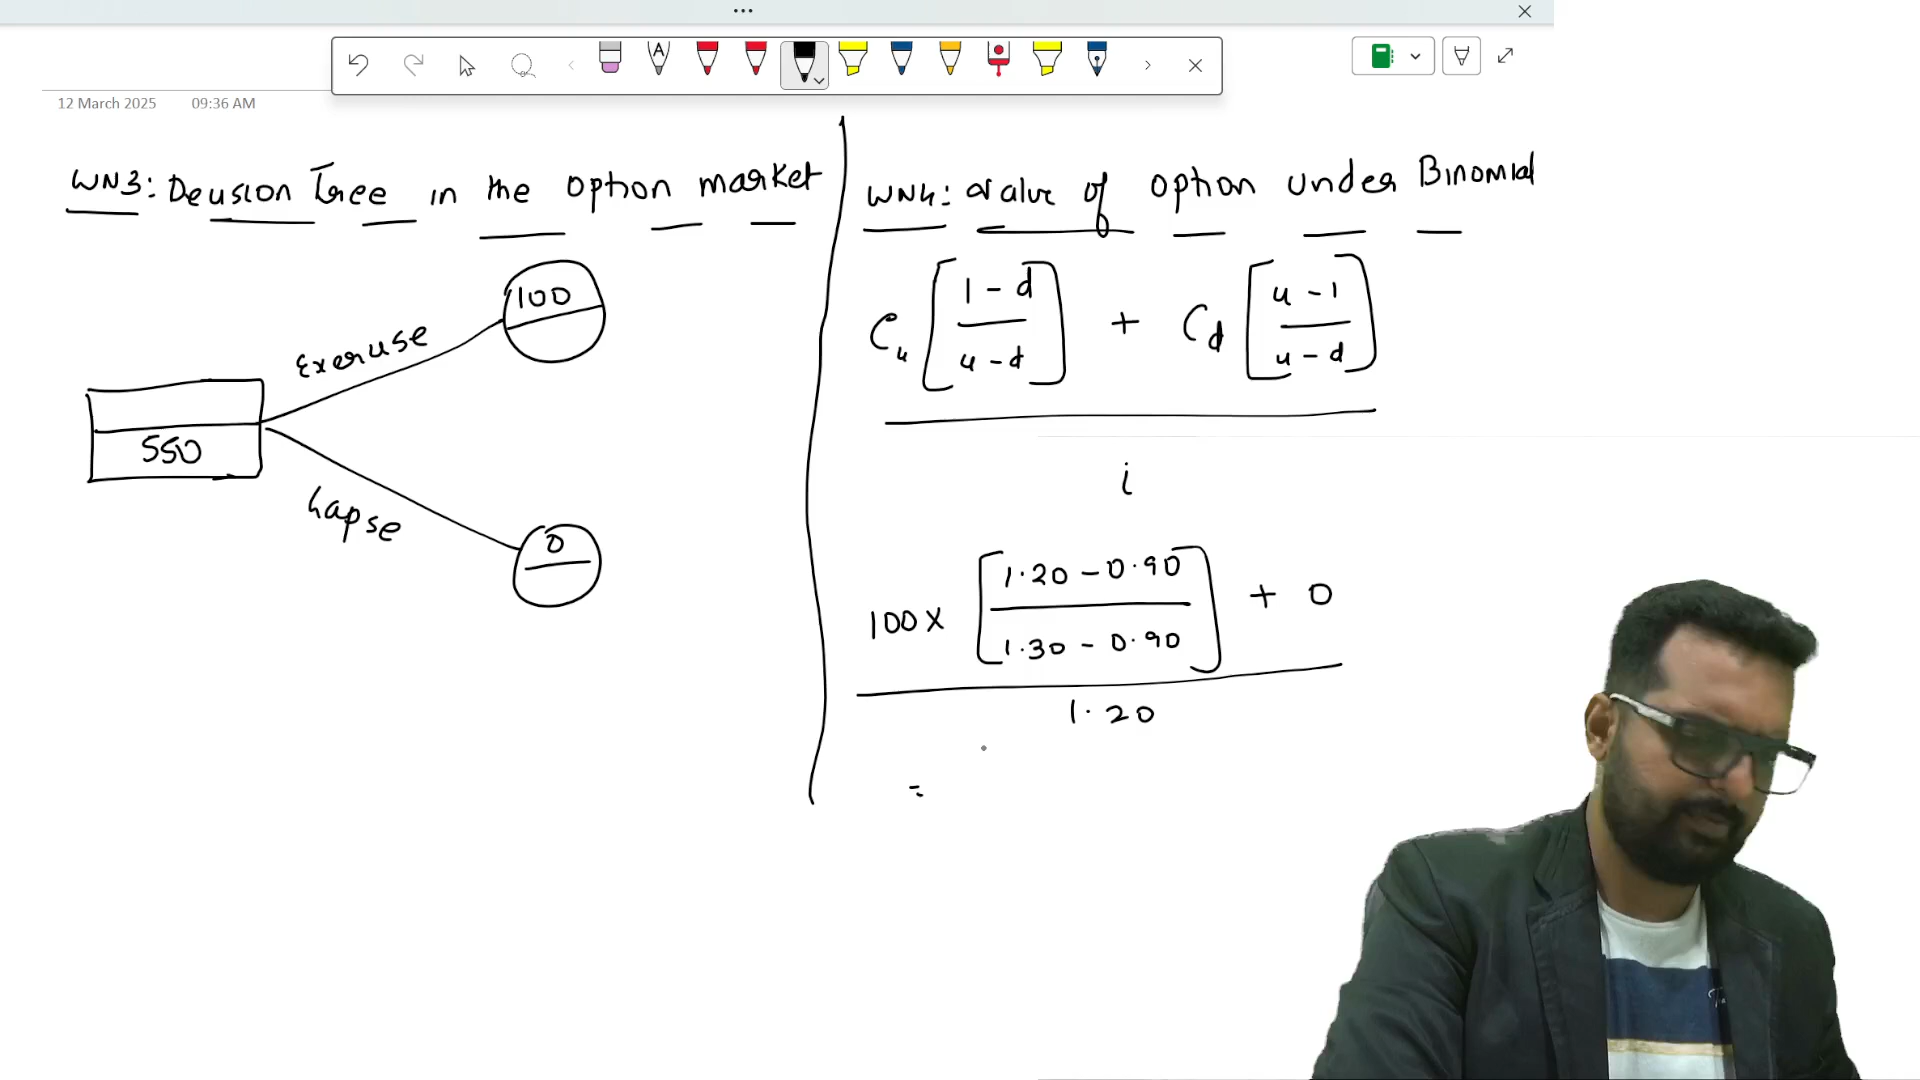 12 March 2025 09:36 AM
WN3: Decision Tree in the option market
Exercise
100
550
Lapse
0
WN4: Value of option under Binomial
Cu [ i - d / u - d ] + Cd [ u - i / u - d ]
i
100 x [ 1.20 - 0.90 / 1.30 - 0.90 ] + 0
1.20
=